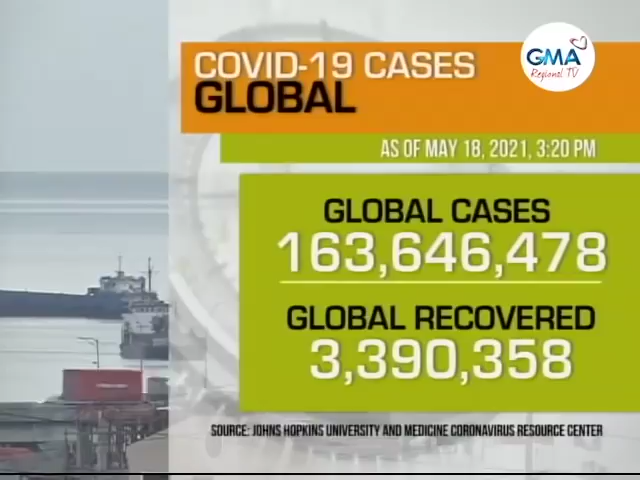 GMA
Regional TV
COVID-19 CASES
GLOBAL
AS OF MAY 18, 2021, 3:20 PM
GLOBAL CASES
163,646,478
GLOBAL RECOVERED
3,390,358
SOURCE: JOHNS HOPKINS UNIVERSITY AND MEDICINE CORONAVIRUS RESOURCE CENTER